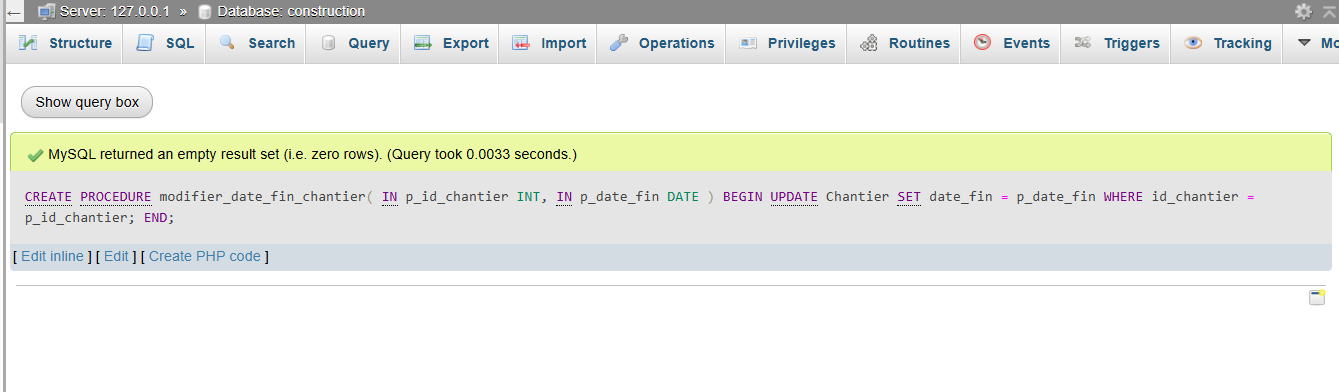 Server: 127.0.0.1 » Database: construction
Structure SQL Search Query Export Import Operations Privileges Routines Events Triggers Tracking Mo
Show query box
MySQL returned an empty result set (i.e. zero rows). (Query took 0.0033 seconds.)
CREATE PROCEDURE modifier_date_fin_chantier( IN p_id_chantier INT, IN p_date_fin DATE ) BEGIN UPDATE Chantier SET date_fin = p_date_fin WHERE id_chantier =
p_id_chantier; END;
[ Edit inline ] [ Edit ] [ Create PHP code ]